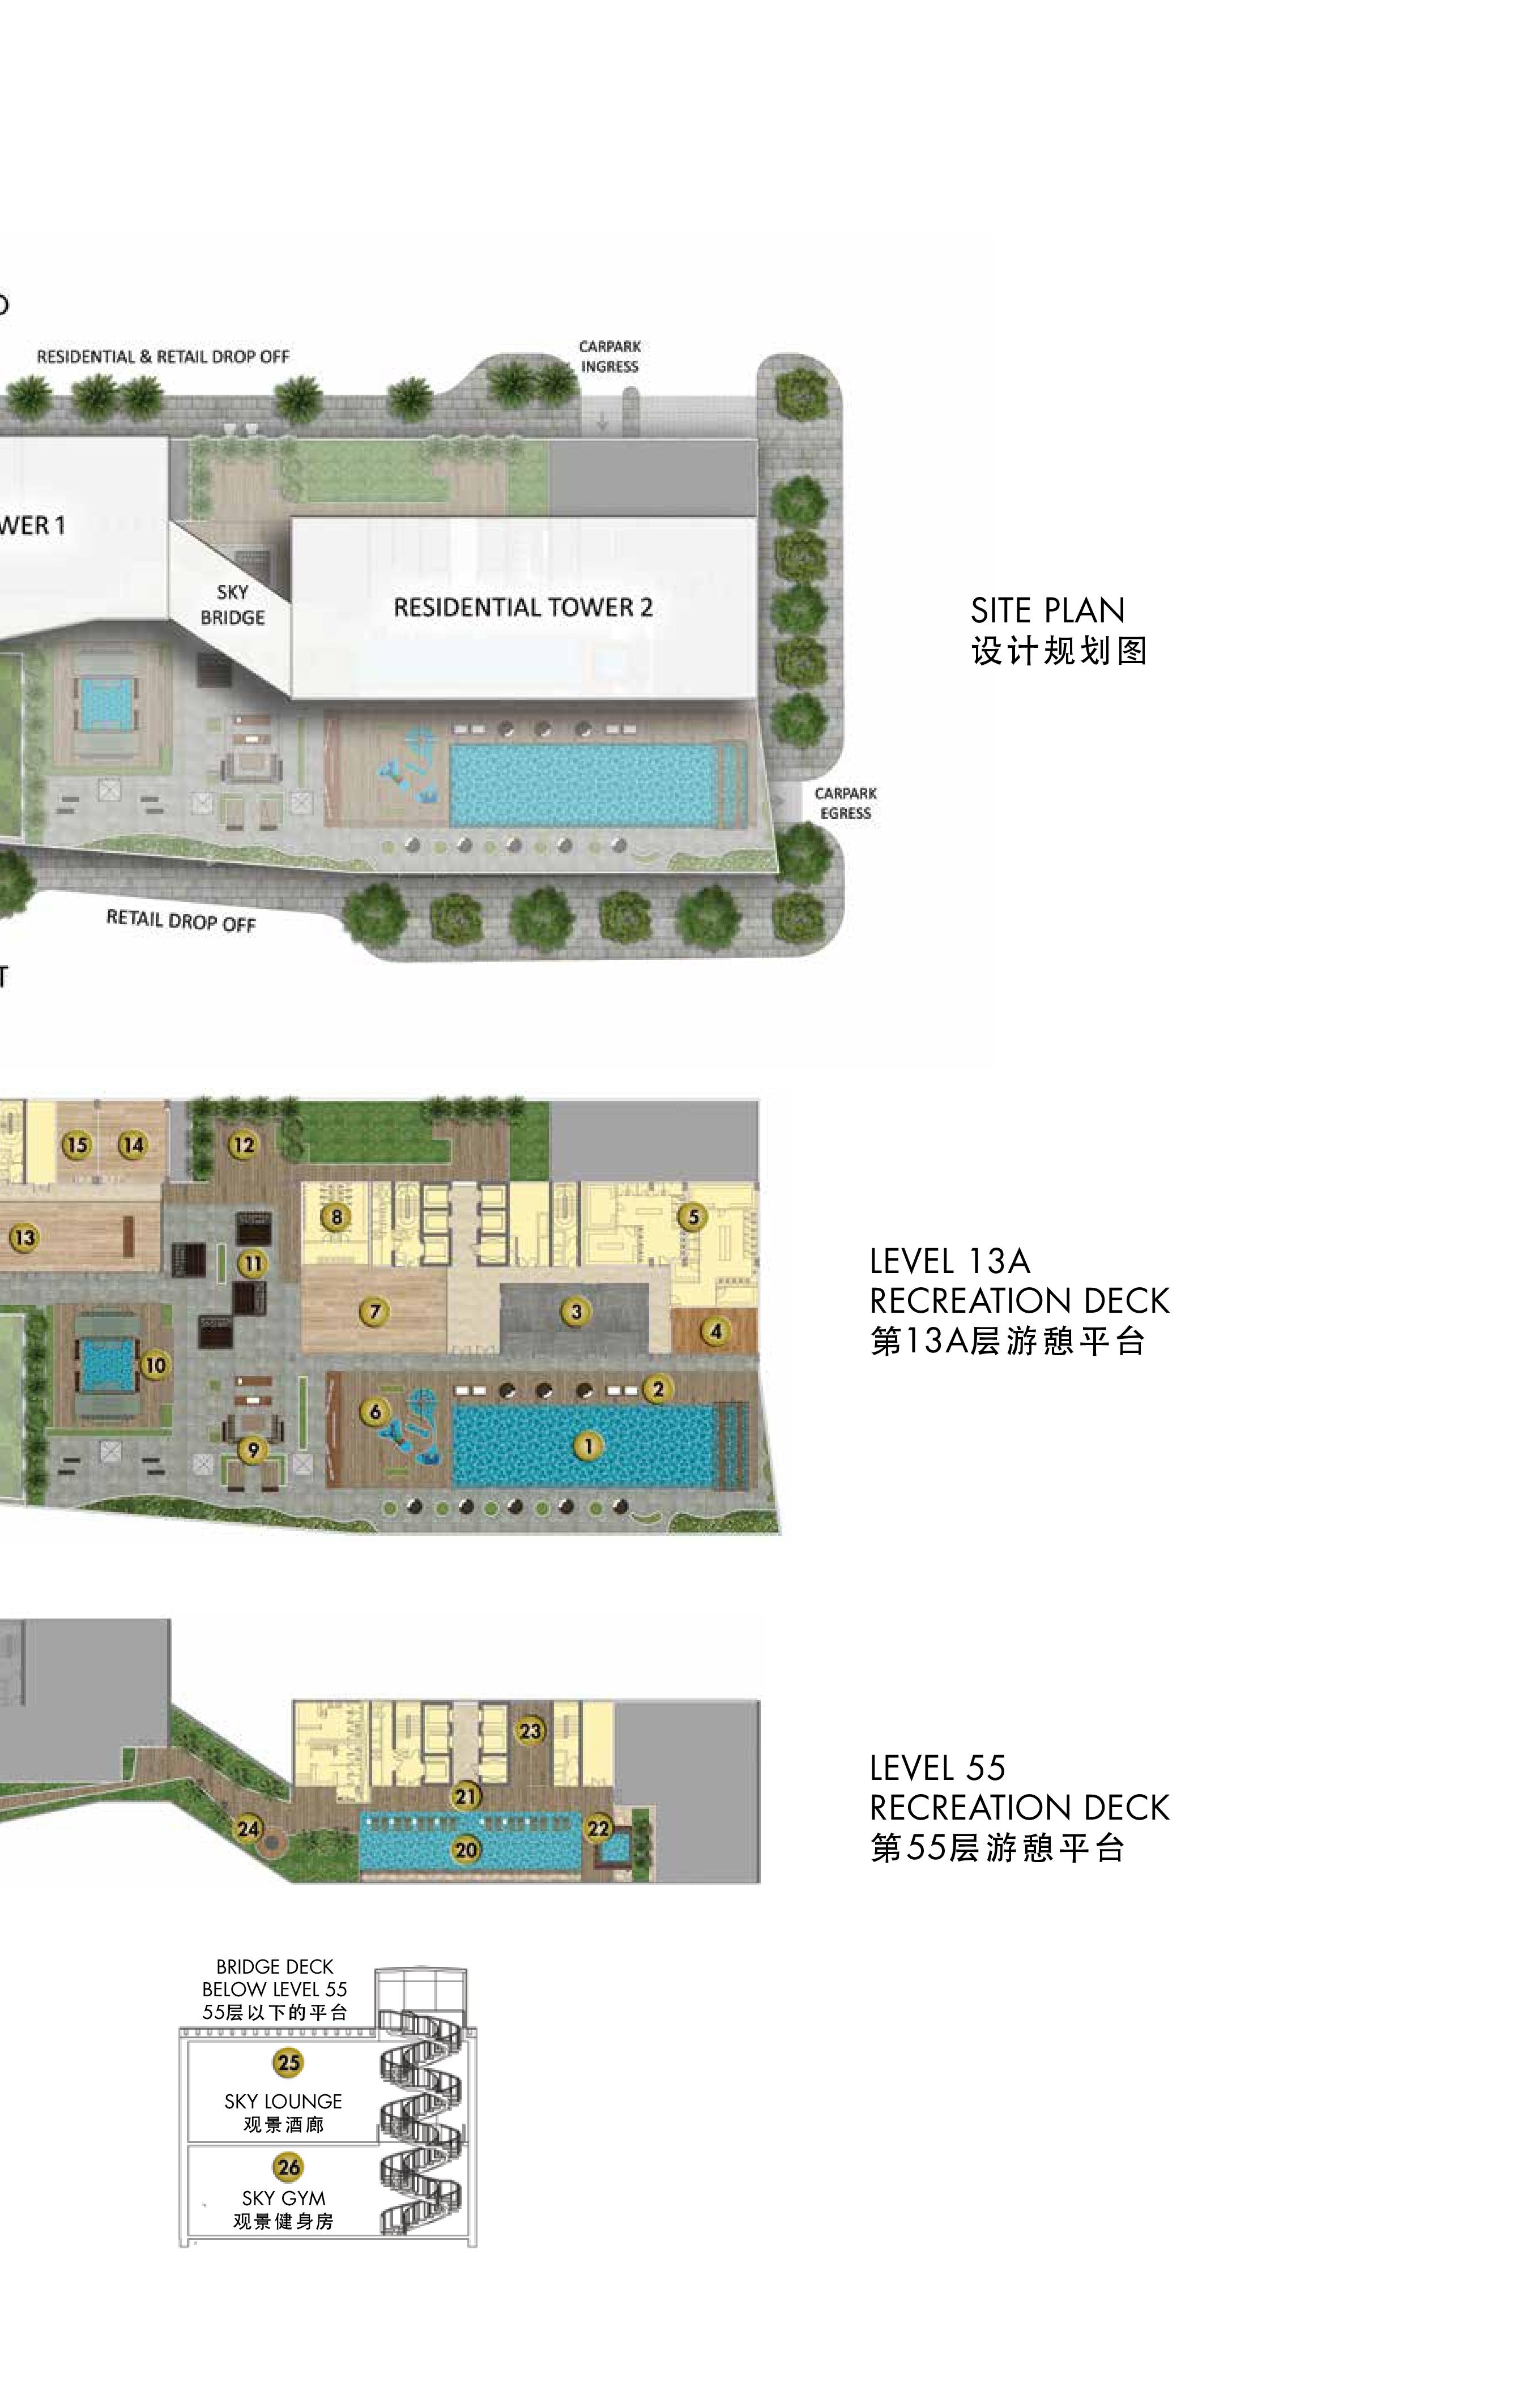 D
RESIDENTIAL & RETAIL DROP OFF
CARPARK
INGRESS
WER 1
SKY
BRIDGE
RESIDENTIAL TOWER 2
SITE PLAN
设计规划图
CARPARK
EGRESS
RETAIL DROP OFF
T
15
14
12
13
8
5
11
7
3
4
10
2
6
9
1
LEVEL 13A
RECREATION DECK
第13A层游憩平台
23
21
24
22
20
LEVEL 55
RECREATION DECK
第55层游憩平台
BRIDGE DECK
BELOW LEVEL 55
55层以下的平台
25
SKY LOUNGE
观景酒廊
26
SKY GYM
观景健身房